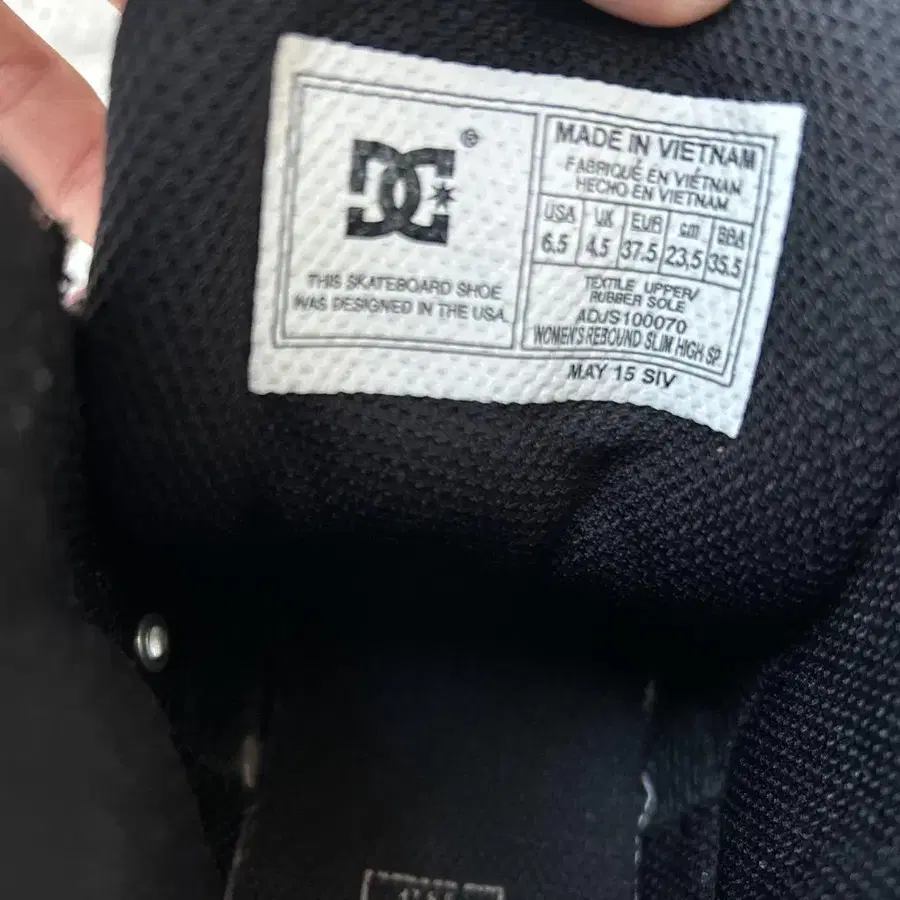 DC
®
THIS SKATEBOARD SHOE
WAS DESIGNED IN THE USA.
MADE IN VIETNAM
FABRIQUÉ EN VIÊTNAM
HECHO EN VIETNAM
USA UK EUR cm BRA
6.5 4.5 37.5 23,5 35.5
TEXTILE UPPER/
RUBBER SOLE
ADJS100070
WOMEN'S REBOUND SLIM HIGH SP
MAY 15 SIV